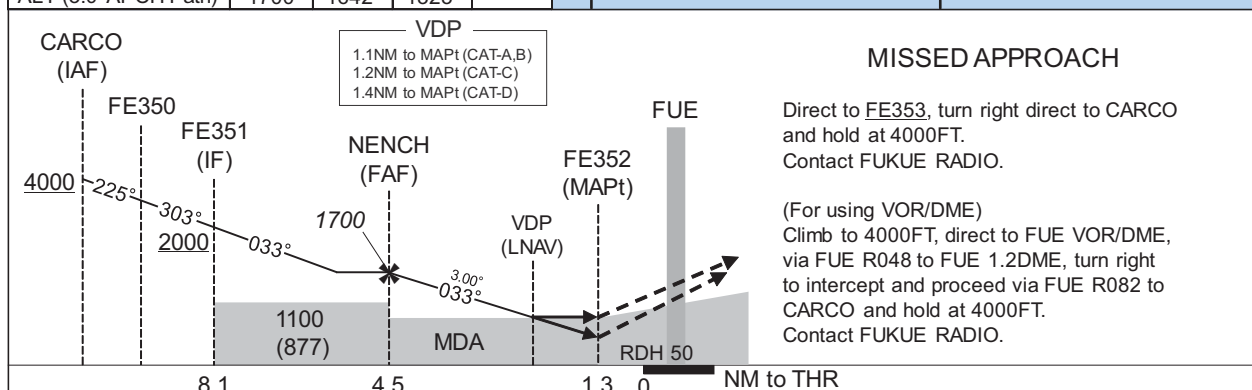 VDP
1.1NM to MAPt (CAT-A,B)
1.2NM to MAPt (CAT-C)
1.4NM to MAPt (CAT-D)
CARCO
(IAF)
FE350
FE351
(IF)
NENCH
(FAF)
VDP
(LNAV)
FE352
(MAPt)
FUE
4000
225°
303°
2000
033°
1700
3.00°
033°
1100
(877)
MDA
RDH 50
8.1
4.5
1.3
0
NM to THR
MISSED APPROACH
Direct to FE353, turn right direct to CARCO
and hold at 4000FT.
Contact FUKUE RADIO.
(For using VOR/DME)
Climb to 4000FT, direct to FUE VOR/DME,
via FUE R048 to FUE 1.2DME, turn right
to intercept and proceed via FUE R082 to
CARCO and hold at 4000FT.
Contact FUKUE RADIO.